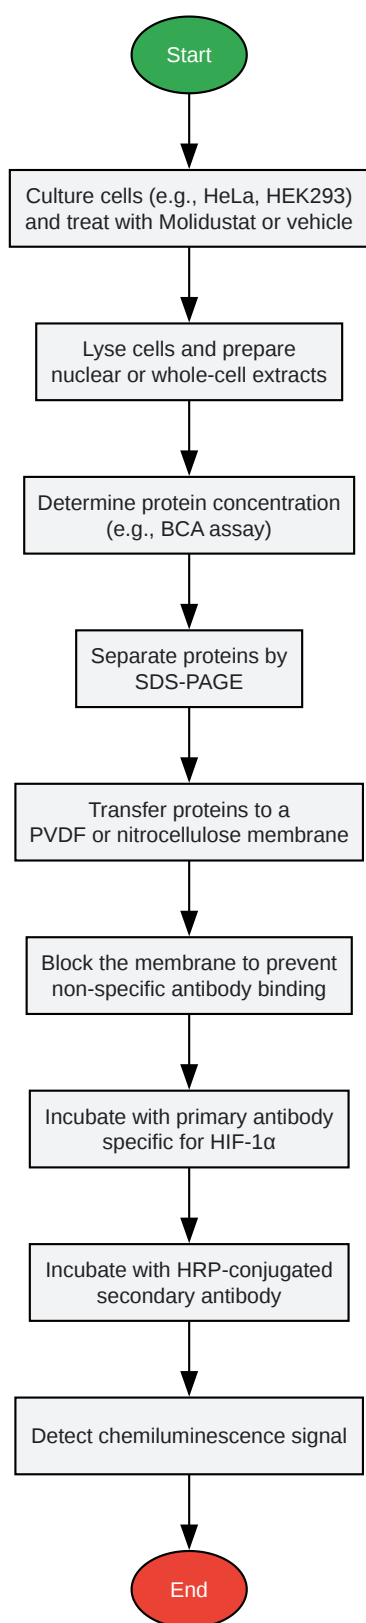 Start
Culture cells (e.g., HeLa, HEK293)
and treat with Molidustat or vehicle
Lyse cells and prepare
nuclear or whole-cell extracts
Determine protein concentration
(e.g., BCA assay)
Separate proteins by
SDS-PAGE
Transfer proteins to a
PVDF or nitrocellulose membrane
Block the membrane to prevent
non-specific antibody binding
Incubate with primary antibody
specific for HIF-1α
Incubate with HRP-conjugated
secondary antibody
Detect chemiluminescence signal
End